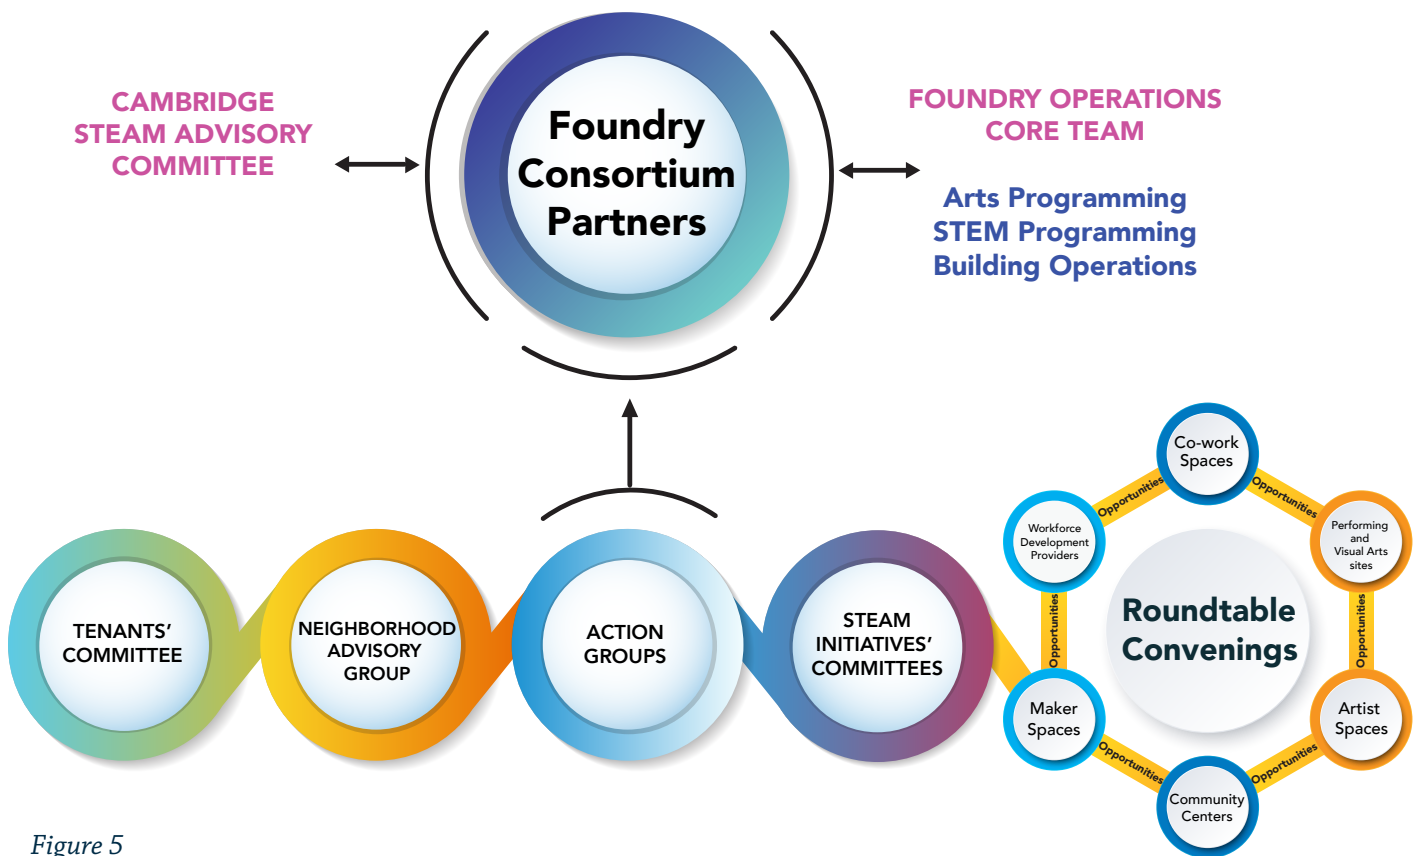 CAMBRIDGE
STEAM ADVISORY
COMMITTEE
Foundry
Consortium
Partners
FOUNDRY OPERATIONS
CORE TEAM
Arts Programming
STEM Programming
Building Operations
TENANTS’
COMMITTEE
NEIGHBORHOOD
ADVISORY
GROUP
ACTION
GROUPS
STEAM
INITIATIVES’
COMMITTEES
Roundtable
Convenings
Co-work
Spaces
Opportunities
Performing
and
Visual Arts
sites
Opportunities
Artist
Spaces
Opportunities
Community
Centers
Opportunities
Maker
Spaces
Opportunities
Workforce
Development
Providers
Opportunities
Figure 5